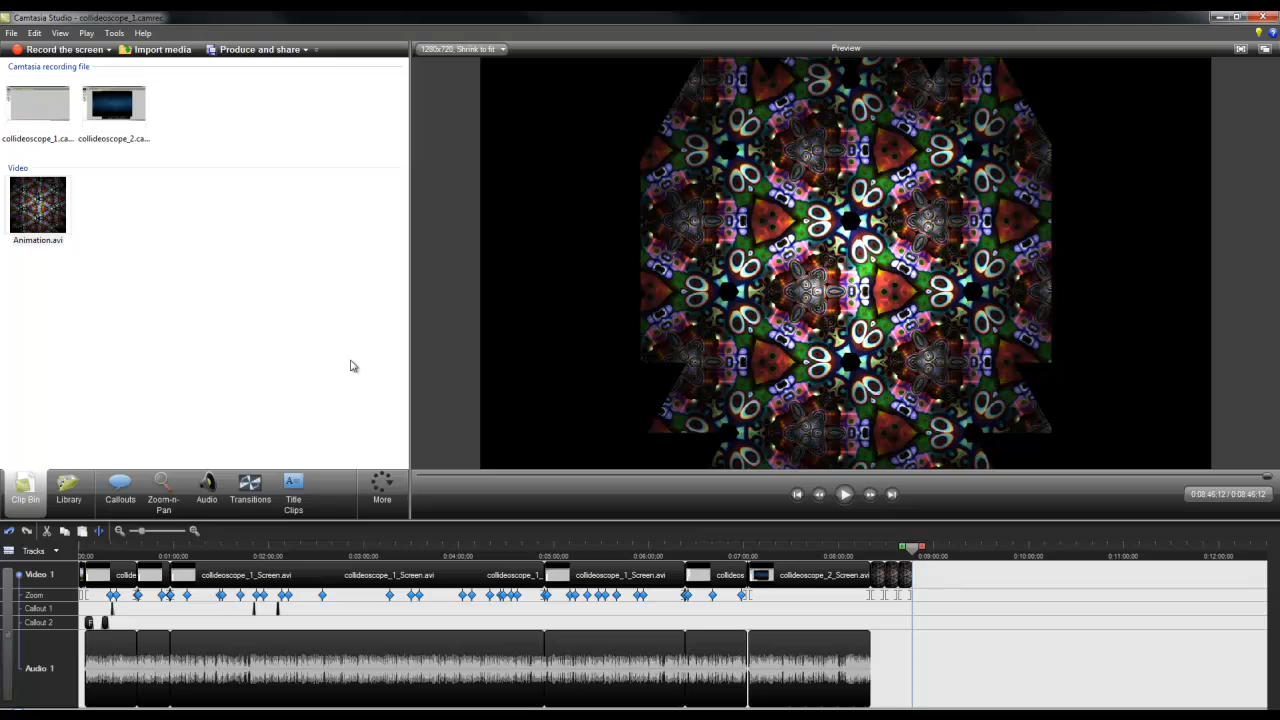 Camtasia Studio - collideoscope_1.camrec
File Edit View Play Tools Help
Record the screen Import media Produce and share
1280x720, Shrink to fit Preview
Camtasia recording file
collideoscope_1.ca... collideoscope_2.ca...
Video
Animation.avi
Clip Bin Library Callouts Zoom-n-Pan Audio Transitions Title Clips More
0:08:46;12 / 0:08:46;12
Tracks 00;00 0:01:00;00 0:02:00;00 0:03:00;00 0:04:00;00 0:05:00;00 0:06:00;00 0:07:00;00 0:08:00;00 0:09:00;00 0:10:00;00 0:11:00;00 0:12:00;00
Video 1 collide collideoscope_1_Screen.avi collideoscope_1_Screen.avi collideoscope_1_ collideoscope_1_Screen.avi collideos collideoscope_2_Screen.avi
Zoom
Callout 1
Callout 2 F
Audio 1